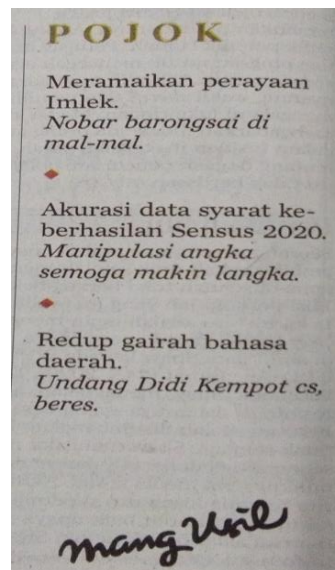 POJOK
Meramaikan perayaan
Imlek.
Nobar barongsai di
mal-mal.
Akurasi data syarat ke-
berhasilan Sensus 2020.
Manipulasi angka
semoga makin langka.
Redup gairah bahasa
daerah.
Undang Didi Kempot cs,
beres.
mang Usil